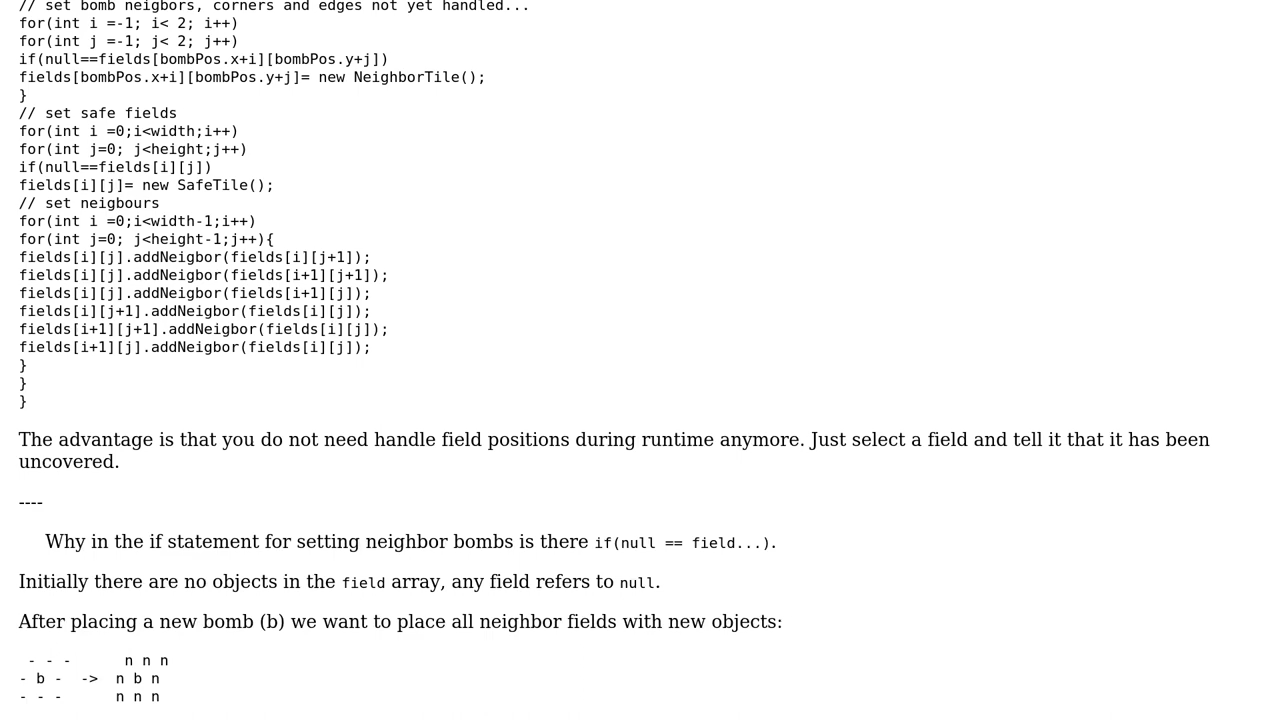 // set bomb neigbors, corners and edges not yet handled...
for(int i =-1; i< 2; i++)
for(int j =-1; j< 2; j++)
if(null==fields[bombPos.x+i][bombPos.y+j])
fields[bombPos.x+i][bombPos.y+j]= new NeighborTile();
}
// set safe fields
for(int i =0;i<width;i++)
for(int j=0; j<height;j++)
if(null==fields[i][j])
fields[i][j]= new SafeTile();
// set neigbours
for(int i =0;i<width-1;i++)
for(int j=0; j<height-1;j++){
fields[i][j].addNeigbor(fields[i][j+1]);
fields[i][j].addNeigbor(fields[i+1][j+1]);
fields[i][j].addNeigbor(fields[i+1][j]);
fields[i][j+1].addNeigbor(fields[i][j]);
fields[i+1][j+1].addNeigbor(fields[i][j]);
fields[i+1][j].addNeigbor(fields[i][j]);
}
}
}
The advantage is that you do not need handle field positions during runtime anymore. Just select a field and tell it that it has been
uncovered.
----
Why in the if statement for setting neighbor bombs is there if(null == field...).
Initially there are no objects in the field array, any field refers to null.
After placing a new bomb (b) we want to place all neighbor fields with new objects:
- - -      n n n
- b -  ->  n b n
- - -      n n n